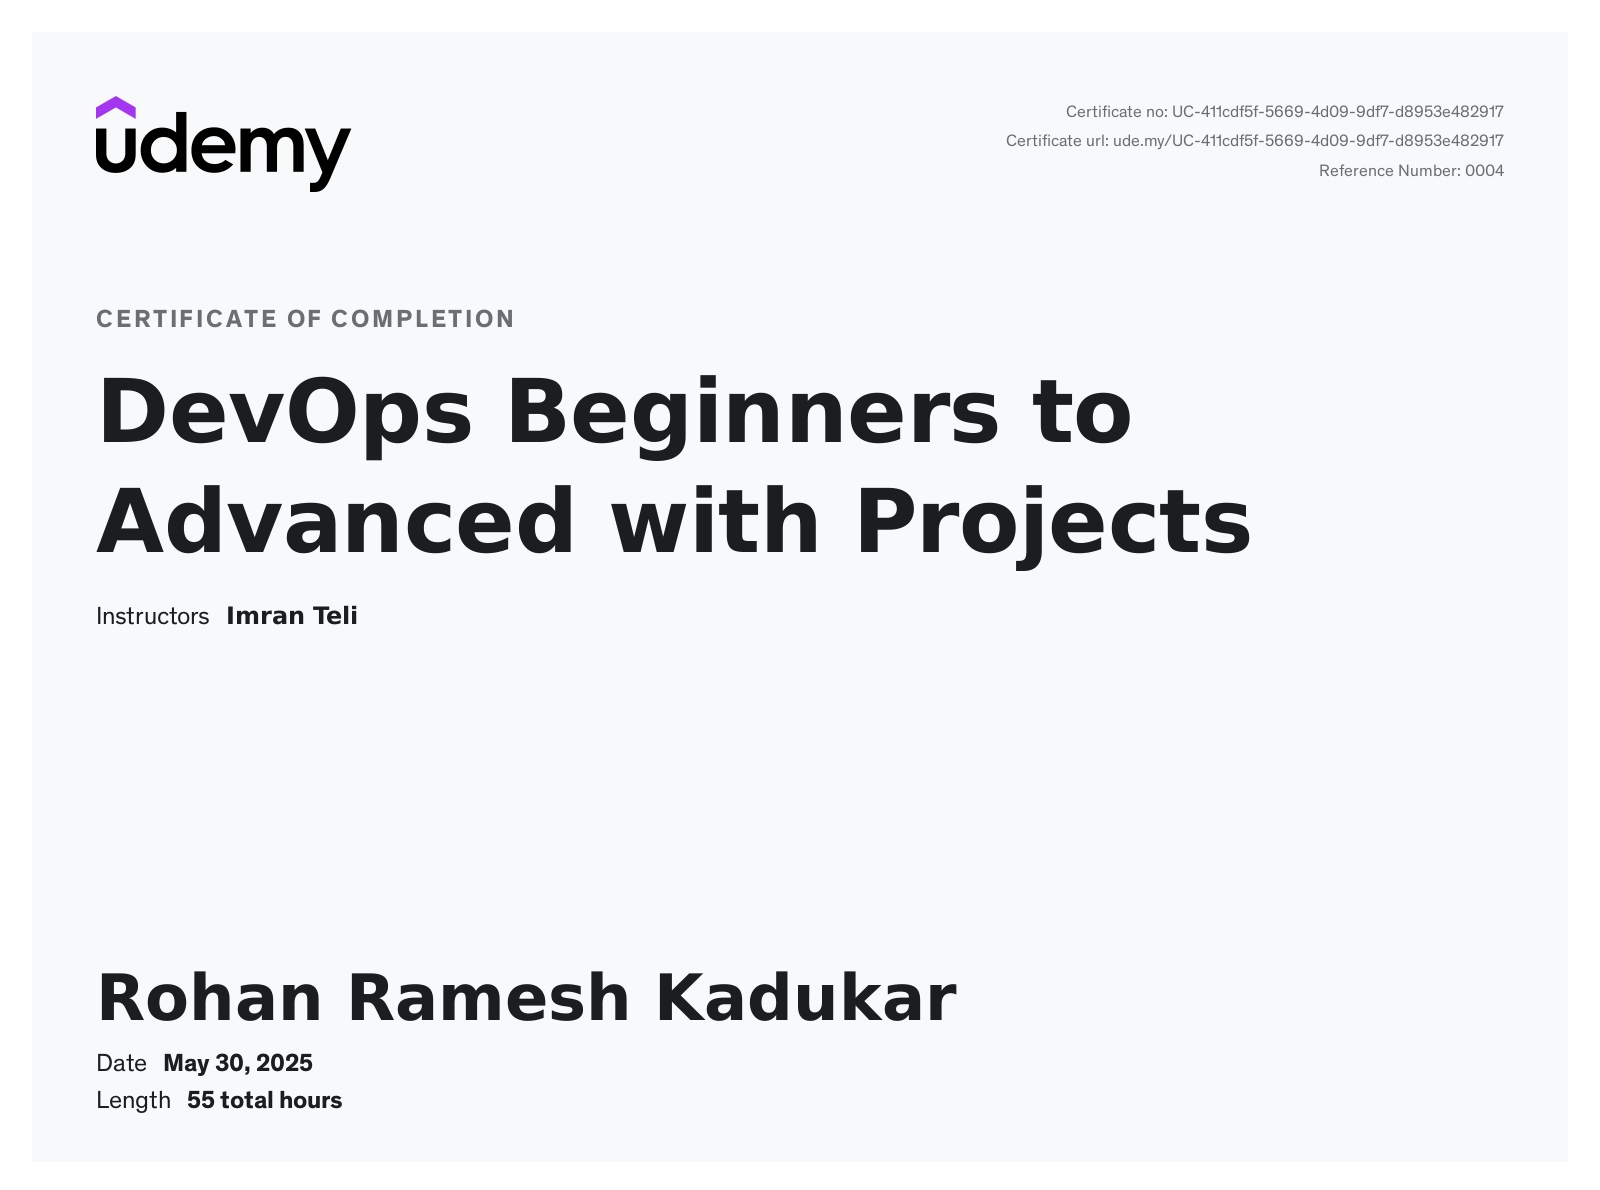 udemy
Certificate no: UC-411cdf5f-5669-4d09-9df7-d8953e482917
Certificate url: ude.my/UC-411cdf5f-5669-4d09-9df7-d8953e482917
Reference Number: 0004
CERTIFICATE OF COMPLETION
DevOps Beginners to
Advanced with Projects
Instructors Imran Teli
Rohan Ramesh Kadukar
Date May 30, 2025
Length 55 total hours